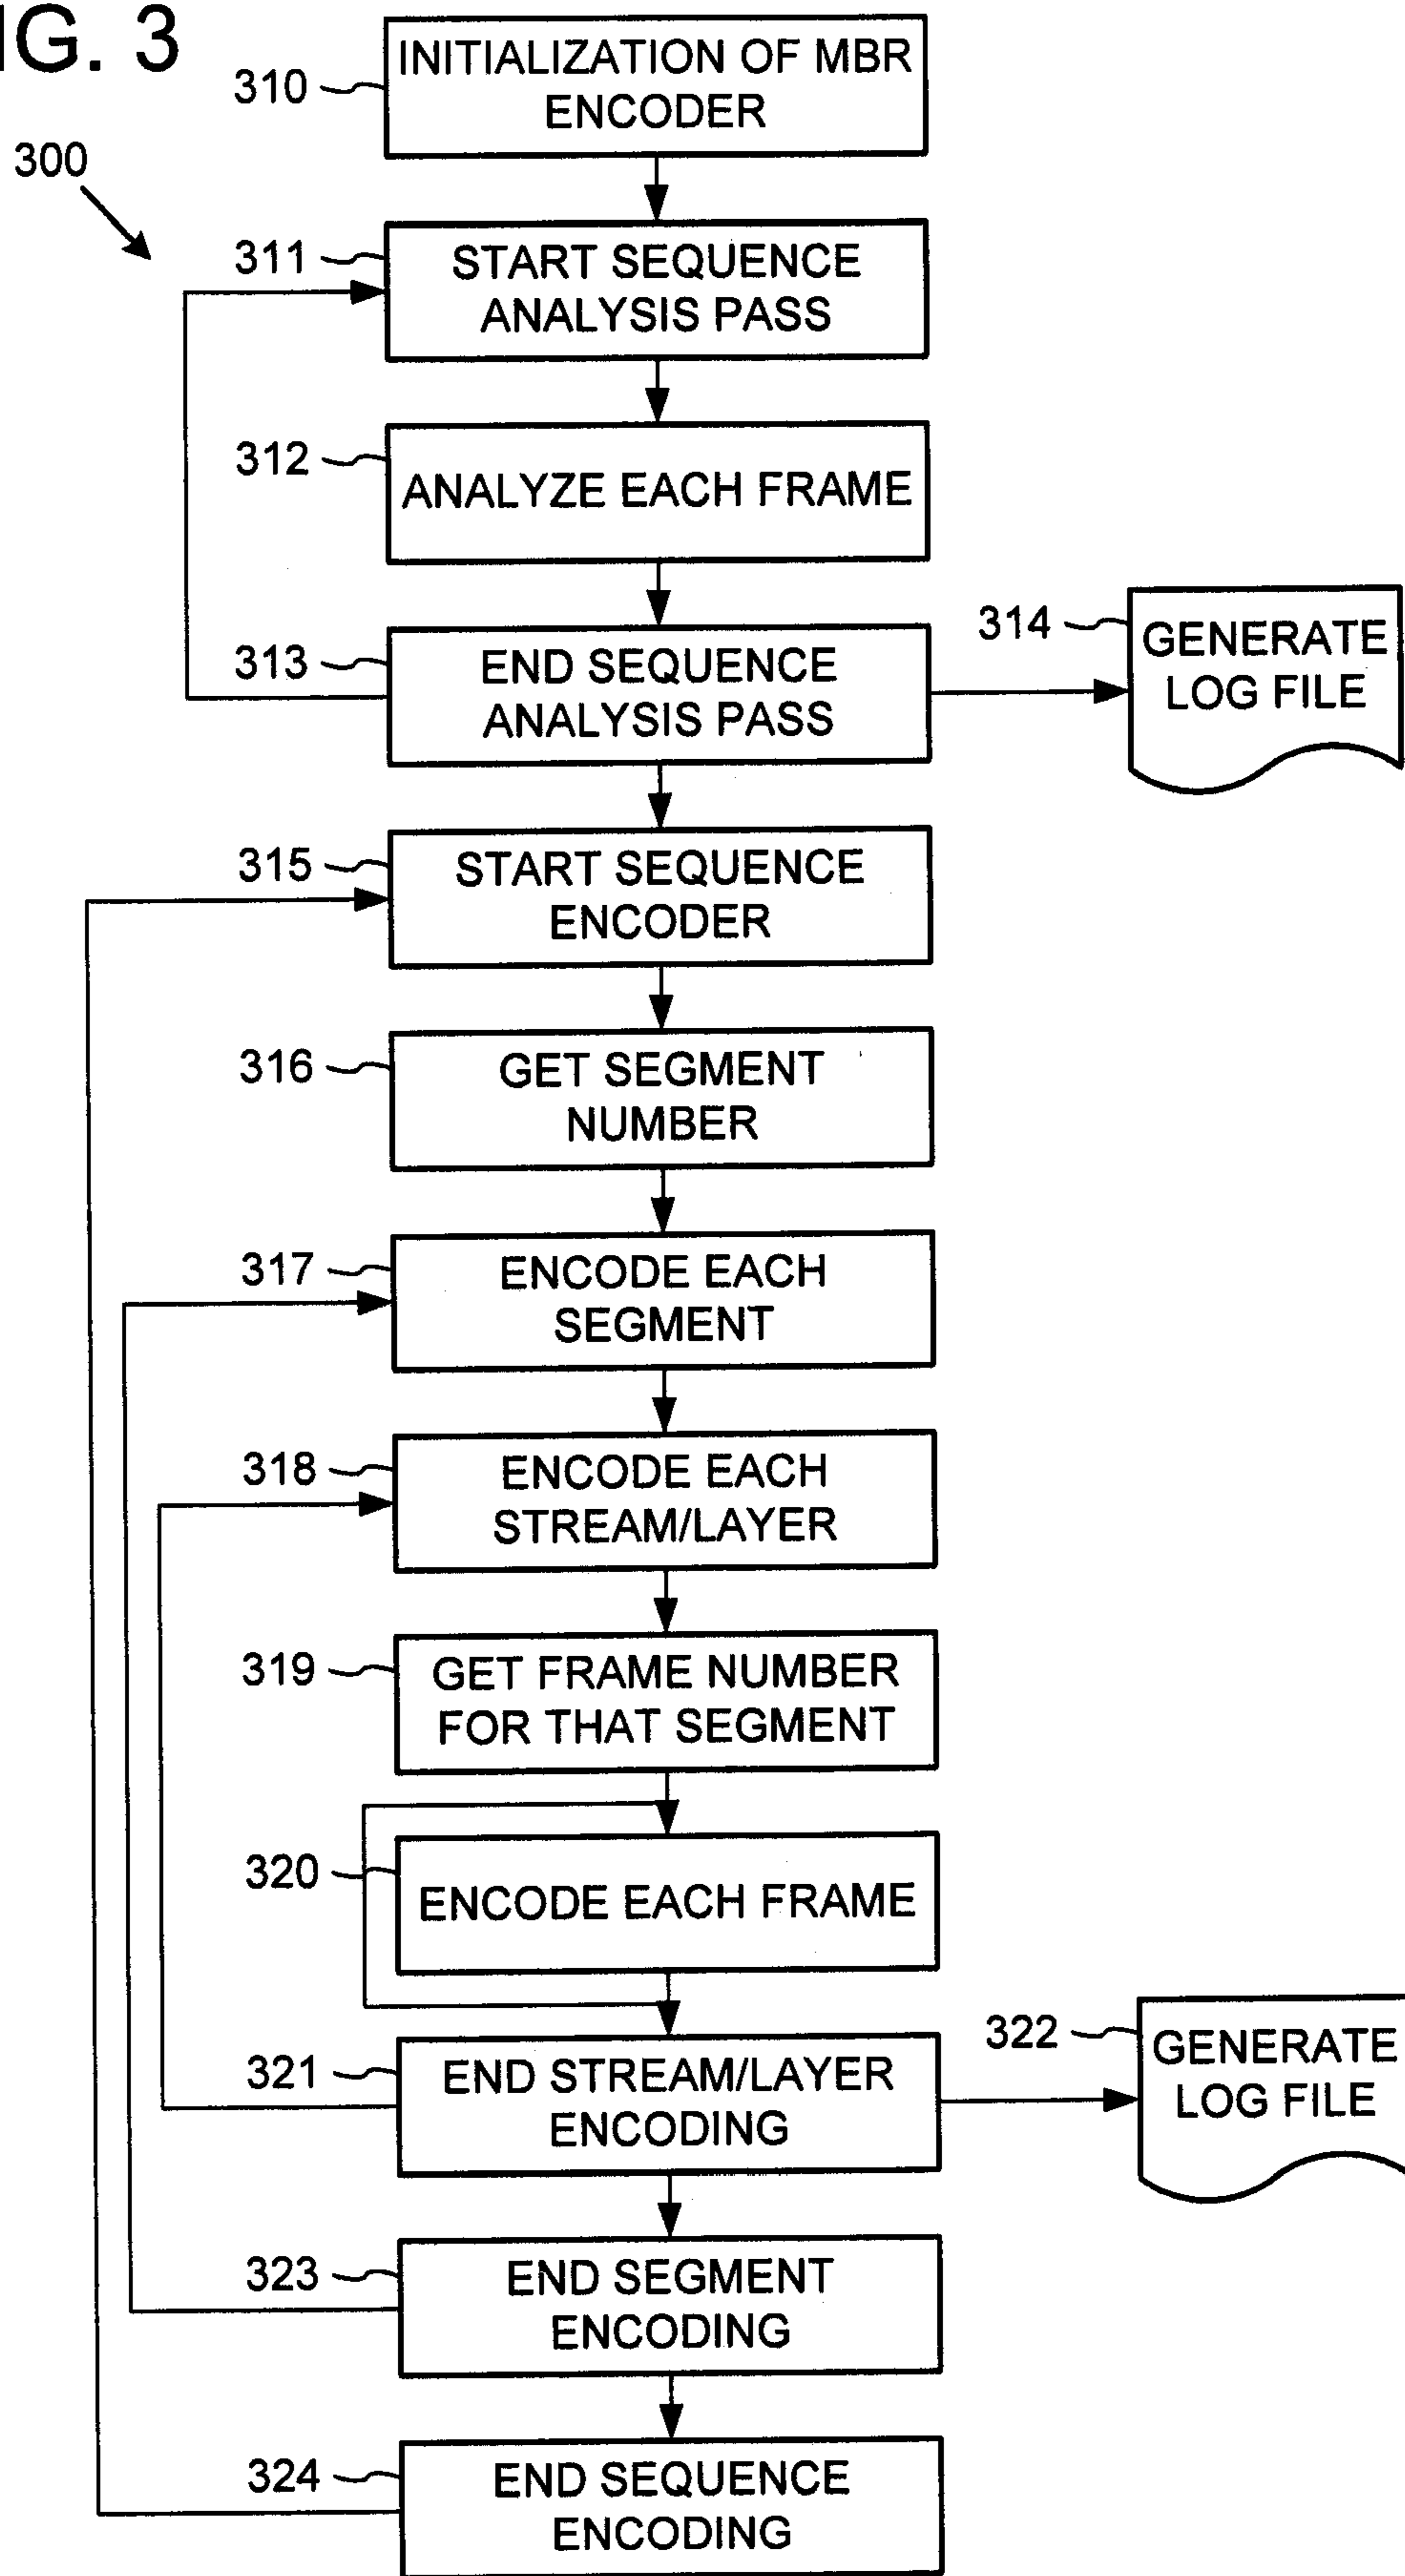 IG. 3
310
INITIALIZATION OF MBR
ENCODER
300
311
START SEQUENCE
ANALYSIS PASS
312
ANALYZE EACH FRAME
313
END SEQUENCE
ANALYSIS PASS
314
GENERATE
LOG FILE
315
START SEQUENCE
ENCODER
316
GET SEGMENT
NUMBER
317
ENCODE EACH
SEGMENT
318
ENCODE EACH
STREAM/LAYER
319
GET FRAME NUMBER
FOR THAT SEGMENT
320
ENCODE EACH FRAME
321
END STREAM/LAYER
ENCODING
322
GENERATE
LOG FILE
323
END SEGMENT
ENCODING
324
END SEQUENCE
ENCODING